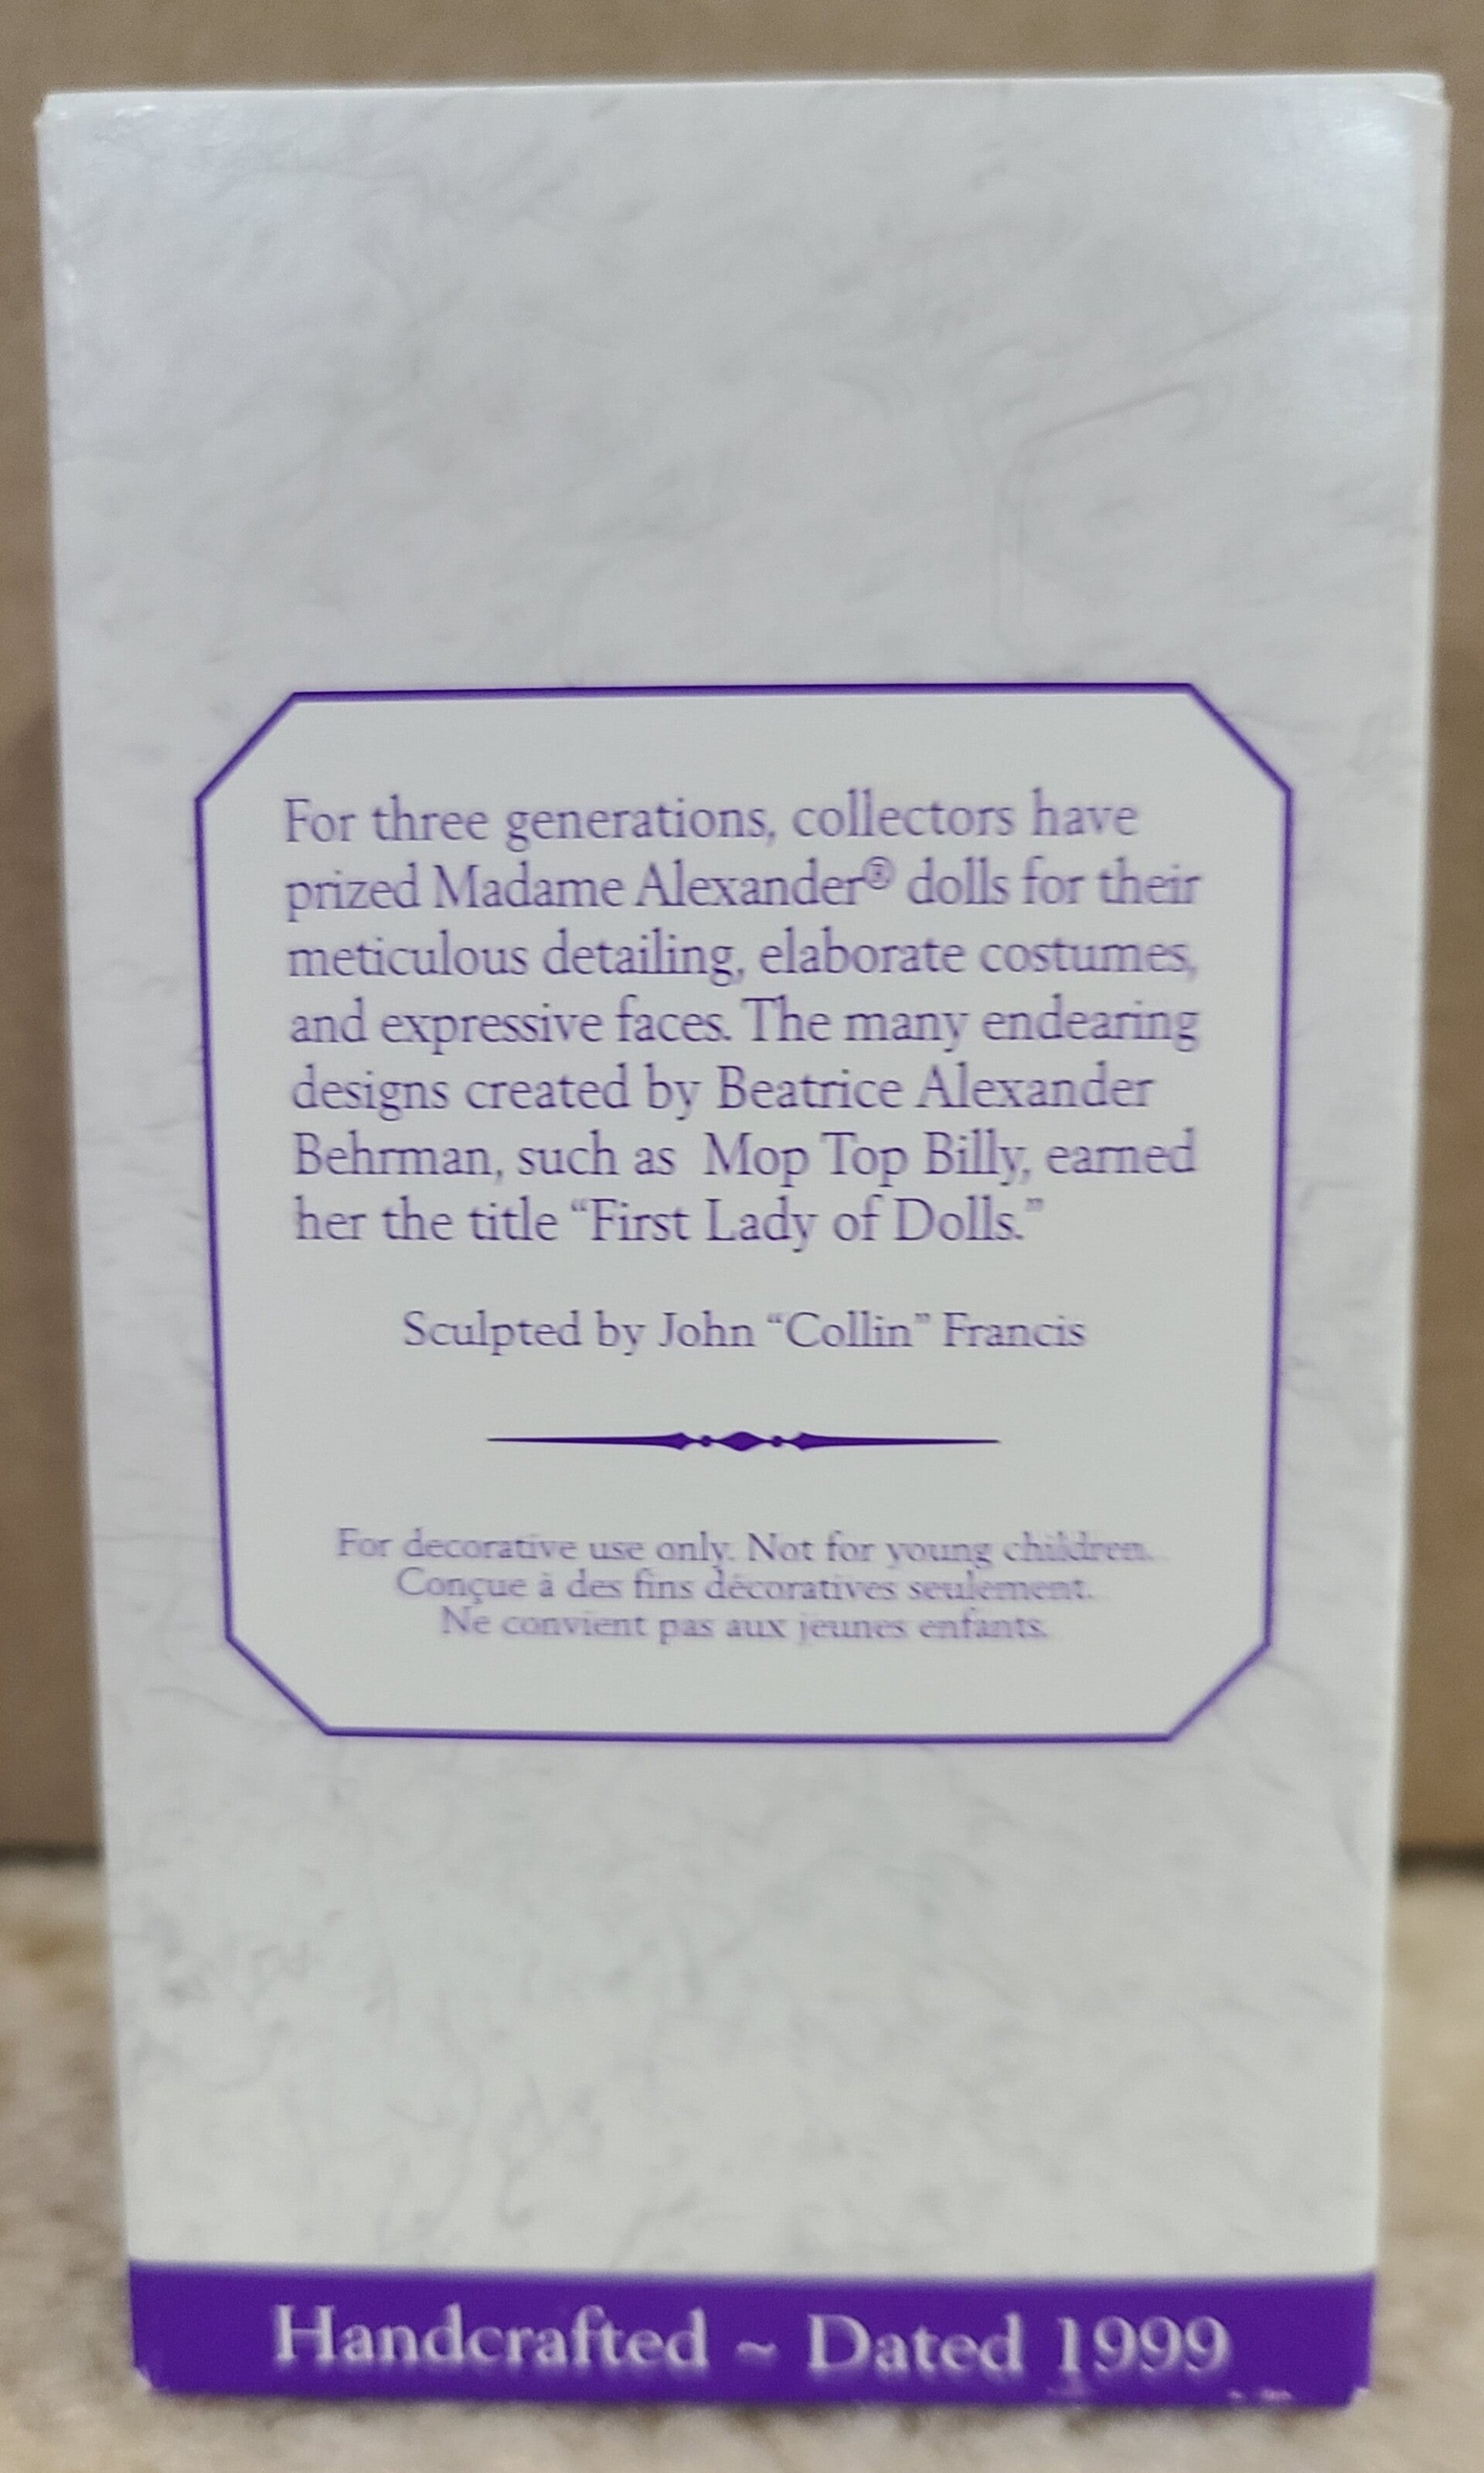 For three generations, collectors have
prized Madame Alexander® dolls for their
meticulous detailing, elaborate costumes,
and expressive faces. The many endearing
designs created by Beatrice Alexander
Behrman, such as Mop Top Billy, earned
her the title “First Lady of Dolls.”
Sculpted by John “Collin” Francis
For decorative use only. Not for young children.
Conçue à des fins décoratives seulement.
Ne convient pas aux jeunes enfants.
Handcrafted ~ Dated 1999